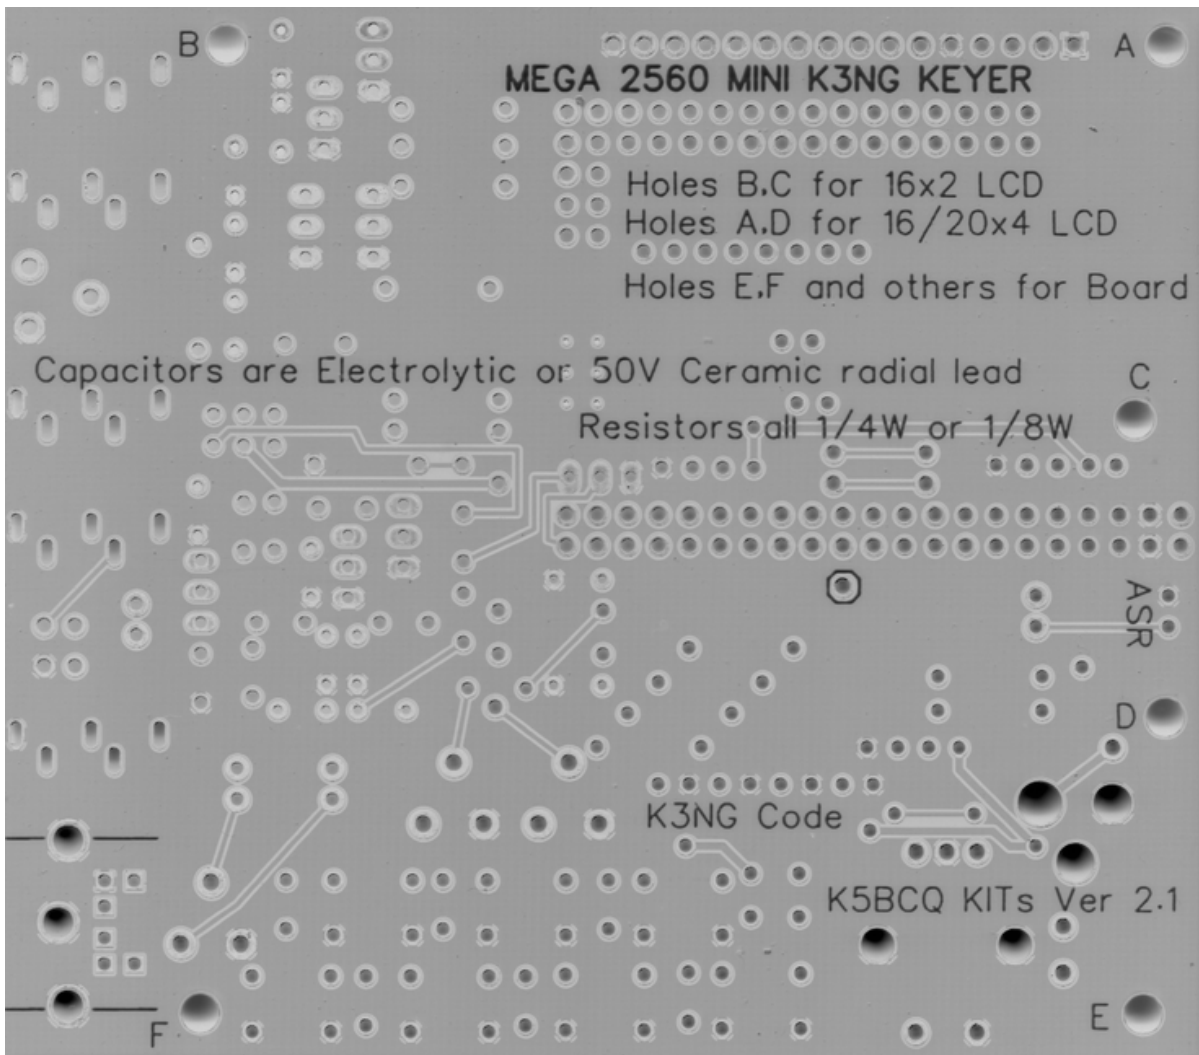 B
A
MEGA 2560 MINI K3NG KEYER
Holes B,C for 16x2 LCD
Holes A,D for 16/20x4 LCD
Holes E,F and others for Board
Capacitors are Electrolytic or 50V Ceramic radial lead
C
Resistors all 1/4W or 1/8W
ASR
D
K3NG Code
K5BCQ KITs Ver 2.1
E
F